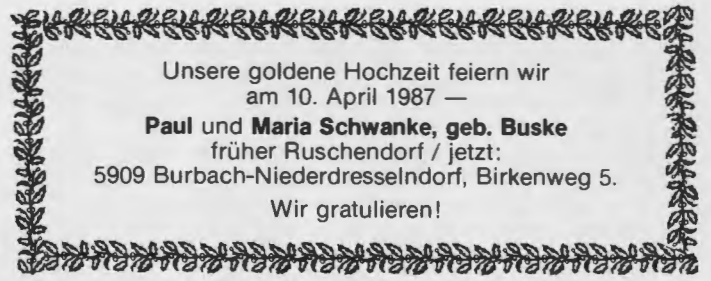 Unsere goldene Hochzeit feiern wir
am 10. April 1987 —
Paul und Maria Schwanke, geb. Buske
früher Ruschendorf / jetzt:
5909 Burbach-Niederdresselndorf, Birkenweg 5.
Wir gratulieren!